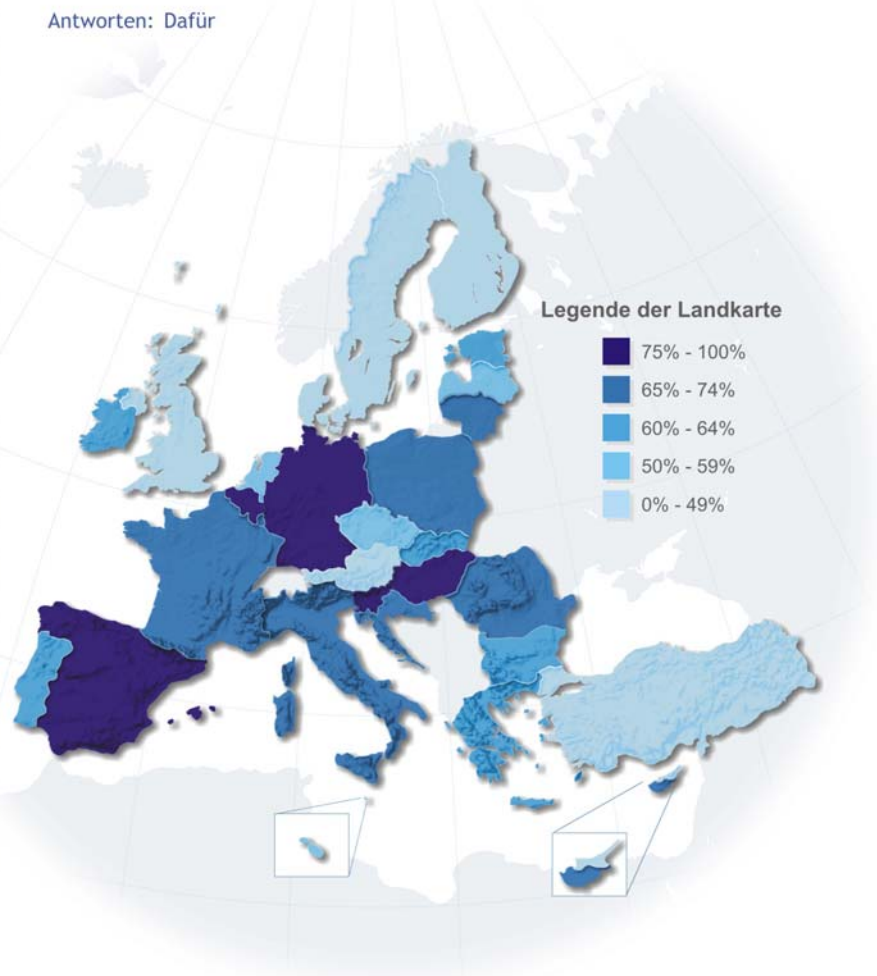 Antworten: Dafür
Legende der Landkarte
75% - 100%
65% - 74%
60% - 64%
50% - 59%
0% - 49%